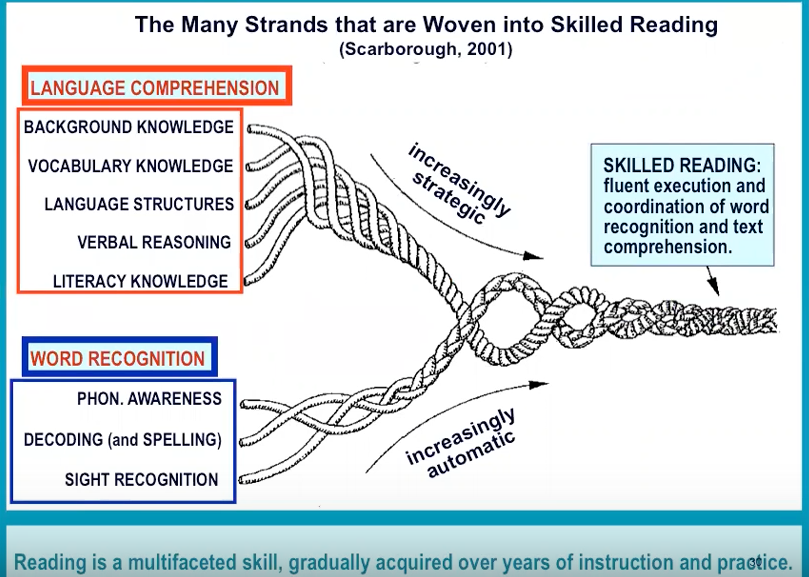 The Many Strands that are Woven into Skilled Reading
(Scarborough, 2001)
LANGUAGE COMPREHENSION
BACKGROUND KNOWLEDGE
VOCABULARY KNOWLEDGE
LANGUAGE STRUCTURES
VERBAL REASONING
LITERACY KNOWLEDGE
increasingly
strategic
SKILLED READING:
fluent execution and
coordination of word
recognition and text
comprehension.
WORD RECOGNITION
PHON. AWARENESS
DECODING (and SPELLING)
SIGHT RECOGNITION
increasingly
automatic
Reading is a multifaceted skill, gradually acquired over years of instruction and practice.